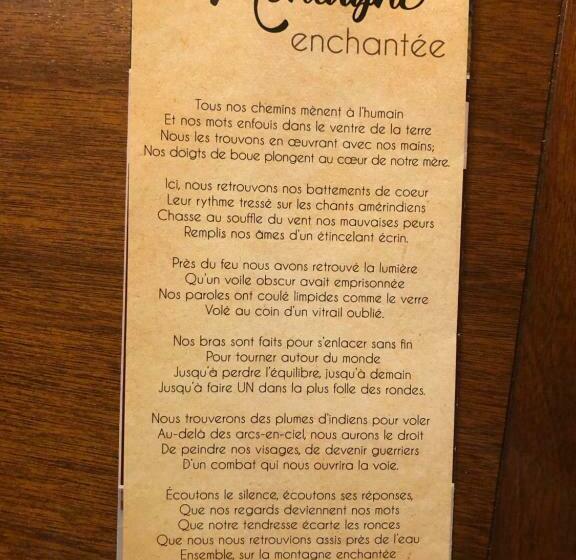 Montagne
enchantée
Tous nos chemins mènent à l'humain
Et nos mots enfouis dans le ventre de la terre
Nous les trouvons en œuvrant avec nos mains;
Nos doigts de boue plongent au cœur de notre mère.
Ici, nous retrouvons nos battements de coeur
Leur rythme tressé sur les chants amérindiens
Chasse au souffle du vent nos mauvaises peurs
Remplis nos âmes d'un étincelant écrin.
Près du feu nous avons retrouvé la lumière
Qu'un voile obscur avait emprisonnée
Nos paroles ont coulé limpides comme le verre
Volé au coin d'un vitrail oublié.
Nos bras sont faits pour s'enlacer sans fin
Pour tourner autour du monde
Jusqu'à perdre l'équilibre, jusqu'à demain
Jusqu'à faire UN dans la plus folle des rondes.
Nous trouverons des plumes d'indiens pour voler
Au-delà des arcs-en-ciel, nous aurons le droit
De peindre nos visages, de devenir guerriers
D'un combat qui nous ouvrira la voie.
Écoutons le silence, écoutons ses réponses,
Que nos regards deviennent nos mots
Que notre tendresse écarte les ronces
Que nous nous retrouvions assis près de l'eau
Ensemble, sur la montagne enchantée